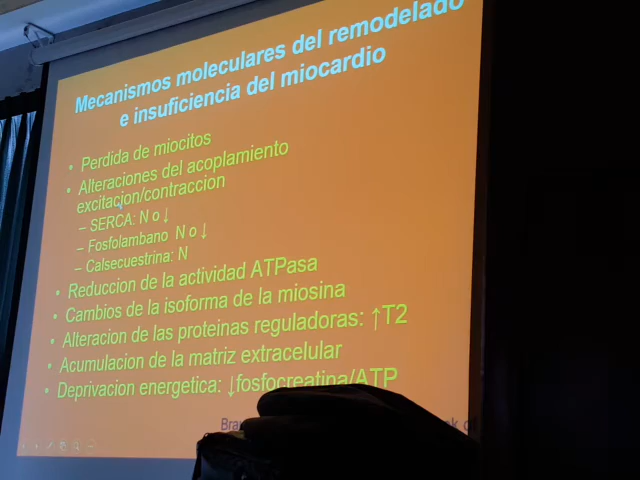 Mecanismos moleculares del remodelado
e insuficiencia del miocardio
• Perdida de miocitos
• Alteraciones del acoplamiento
excitacion/contraccion
– SERCA: N o ↓
– Fosfolambano N o ↓
– Calsecuestrina: N
• Reduccion de la actividad ATPasa
• Cambios de la isoforma de la miosina
• Alteracion de las proteinas reguladoras: ↑T2
• Acumulacion de la matriz extracelular
• Deprivacion energetica: ↓fosfocreatina/ATP